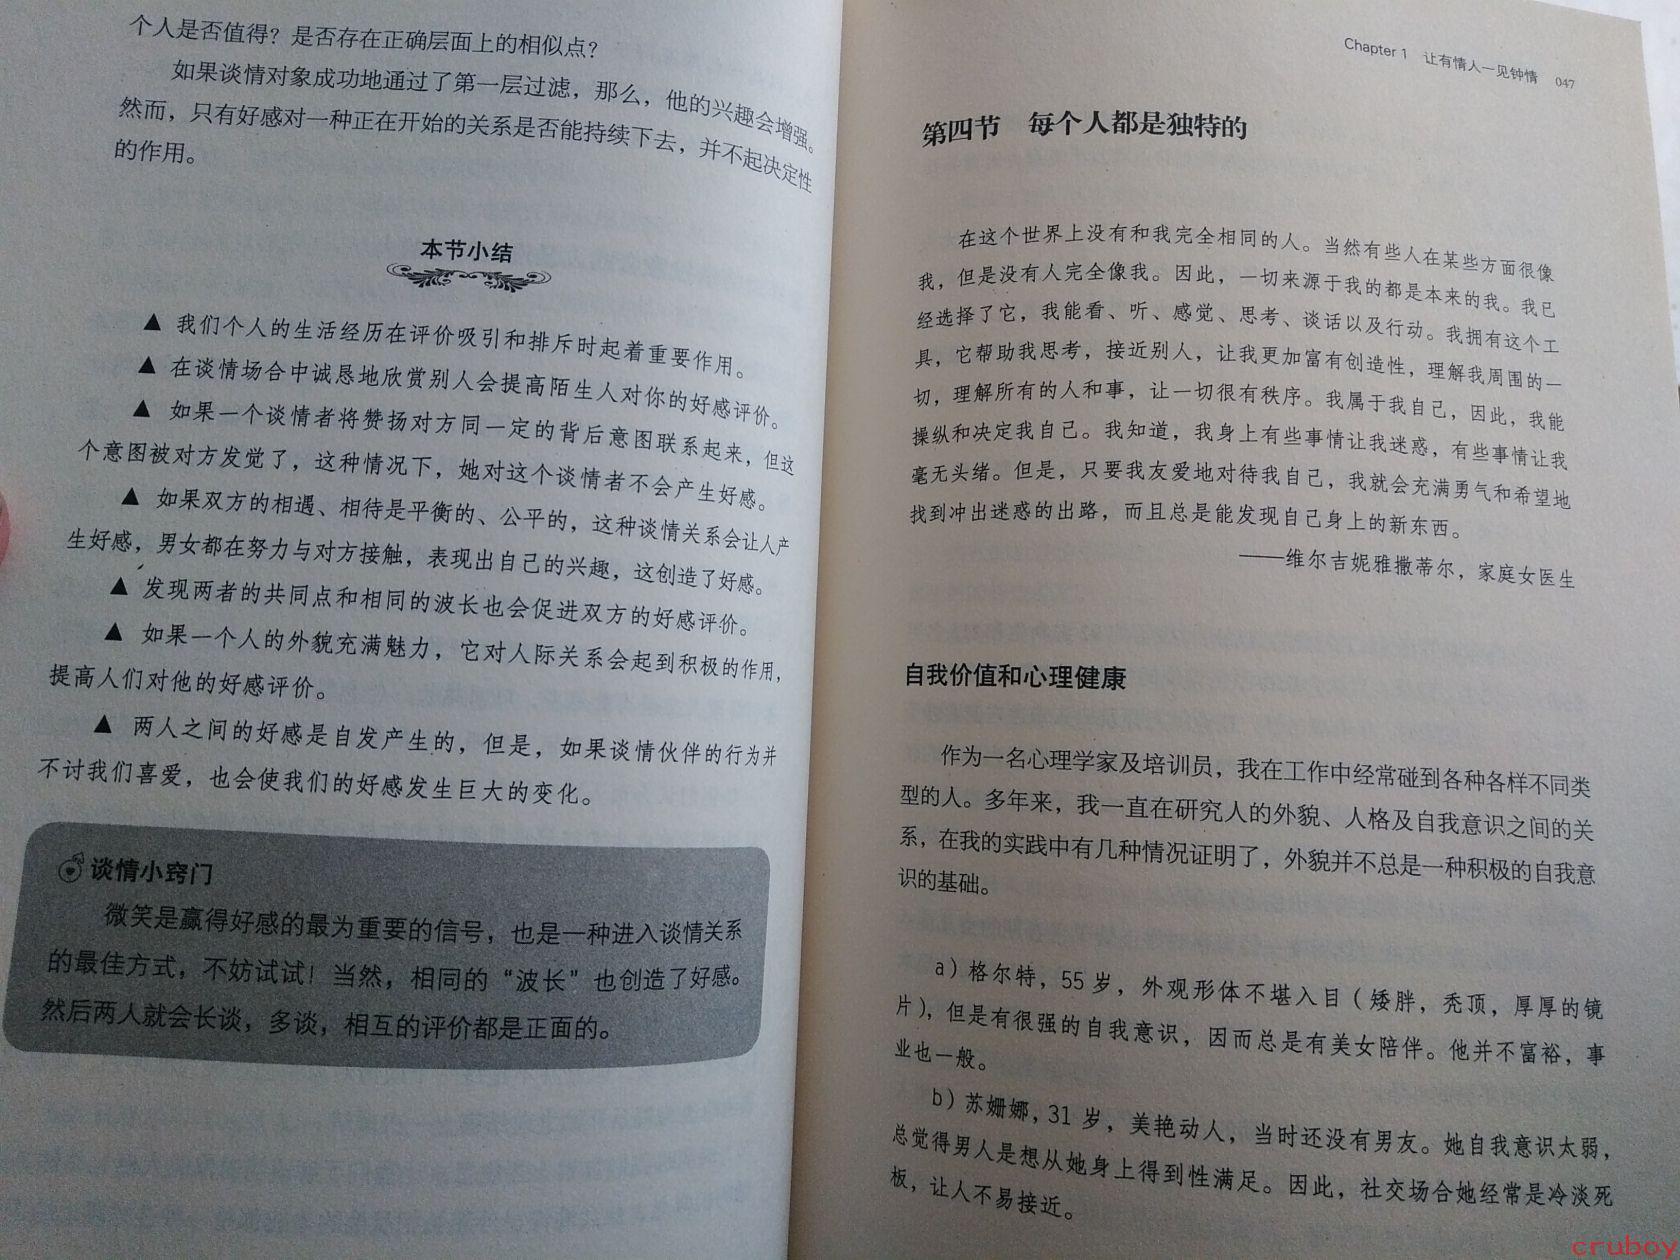 个人是否值得？是否存在正确层面上的相似点？
如果谈情对象成功地通过了第一层过滤，那么，他的兴趣会增强。
然而，只有好感对一种正在开始的关系是否能持续下去，并不起决定性
的作用。
本节小结
▲ 我们个人的生活经历在评价吸引和排斥时起着重要作用。
▲ 在谈情场合中诚恳地欣赏别人会提高陌生人对你的好感评价。
▲ 如果一个谈情者将赞扬对方同一定的背后意图联系起来，但这
个意图被对方发觉了，这种情况下，她对这个谈情者不会产生好感。
▲ 如果双方的相遇、相待是平衡的、公平的，这种谈情关系会让人产
生好感，男女都在努力与对方接触，表现出自己的兴趣，这创造了好感。
▲ 发现两者的共同点和相同的波长也会促进双方的好感评价。
▲ 如果一个人的外貌充满魅力，它对人际关系会起到积极的作用，
提高人们对他的好感评价。
▲ 两人之间的好感是自发产生的，但是，如果谈情伙伴的行为并
不讨我们喜爱，也会使我们的好感发生巨大的变化。
谈情小窍门
微笑是赢得好感的最为重要的信号，也是一种进入谈情关系
的最佳方式，不妨试试！当然，相同的“波长”也创造了好感。
然后两人就会长谈，多谈，相互的评价都是正面的。
Chapter 1 让有情人一见钟情 047
第四节 每个人都是独特的
在这个世界上没有和我完全相同的人。当然有些人在某些方面很像
我，但是没有人完全像我。因此，一切来源于我的都是本来的我。我已
经选择了它，我能看、听、感觉、思考、谈话以及行动。我拥有这个工
具，它帮助我思考，接近别人，让我更加富有创造性，理解我周围的一
切，理解所有的人和事，让一切很有秩序。我属于我自己，因此，我能
操纵和决定我自己。我知道，我身上有些事情让我迷惑，有些事情让我
毫无头绪。但是，只要我友爱地对待我自己，我就会充满勇气和希望地
找到冲出迷惑的出路，而且总是能发现自己身上的新东西。
——维尔吉妮雅撒蒂尔，家庭女医生
自我价值和心理健康
作为一名心理学家及培训员，我在工作中经常碰到各种各样不同类
型的人。多年来，我一直在研究人的外貌、人格及自我意识之间的关
系，在我的实践中有几种情况证明了，外貌并不总是一种积极的自我意
识的基础。
a）格尔特，55 岁，外观形体不堪入目（矮胖，秃顶，厚厚的镜
片），但是有很强的自我意识，因而总是有美女陪伴。他并不富裕，事
业也一般。
b）苏姗娜，31 岁，美艳动人，当时还没有男友。她自我意识太弱，
总觉得男人是想从她身上得到性满足。因此，社交场合她经常是冷淡死
板，让人不易接近。
cruboy